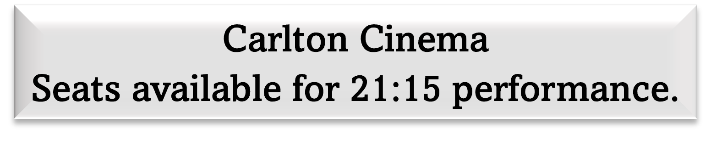 Carlton Cinema
Seats available for 21:15 performance.